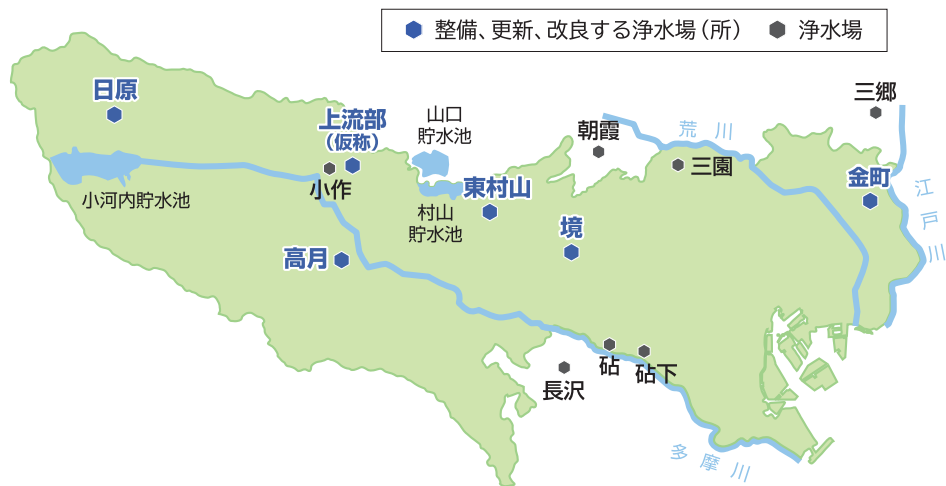 整備、更新、改良する浄水場（所）
浄水場
日原
上流部
（仮称）
山口
貯水池
朝霞
荒川
三郷
三園
小作
小河内貯水池
東村山
村山
貯水池
金町
江戸川
境
高月
砧
砧下
長沢
多摩川